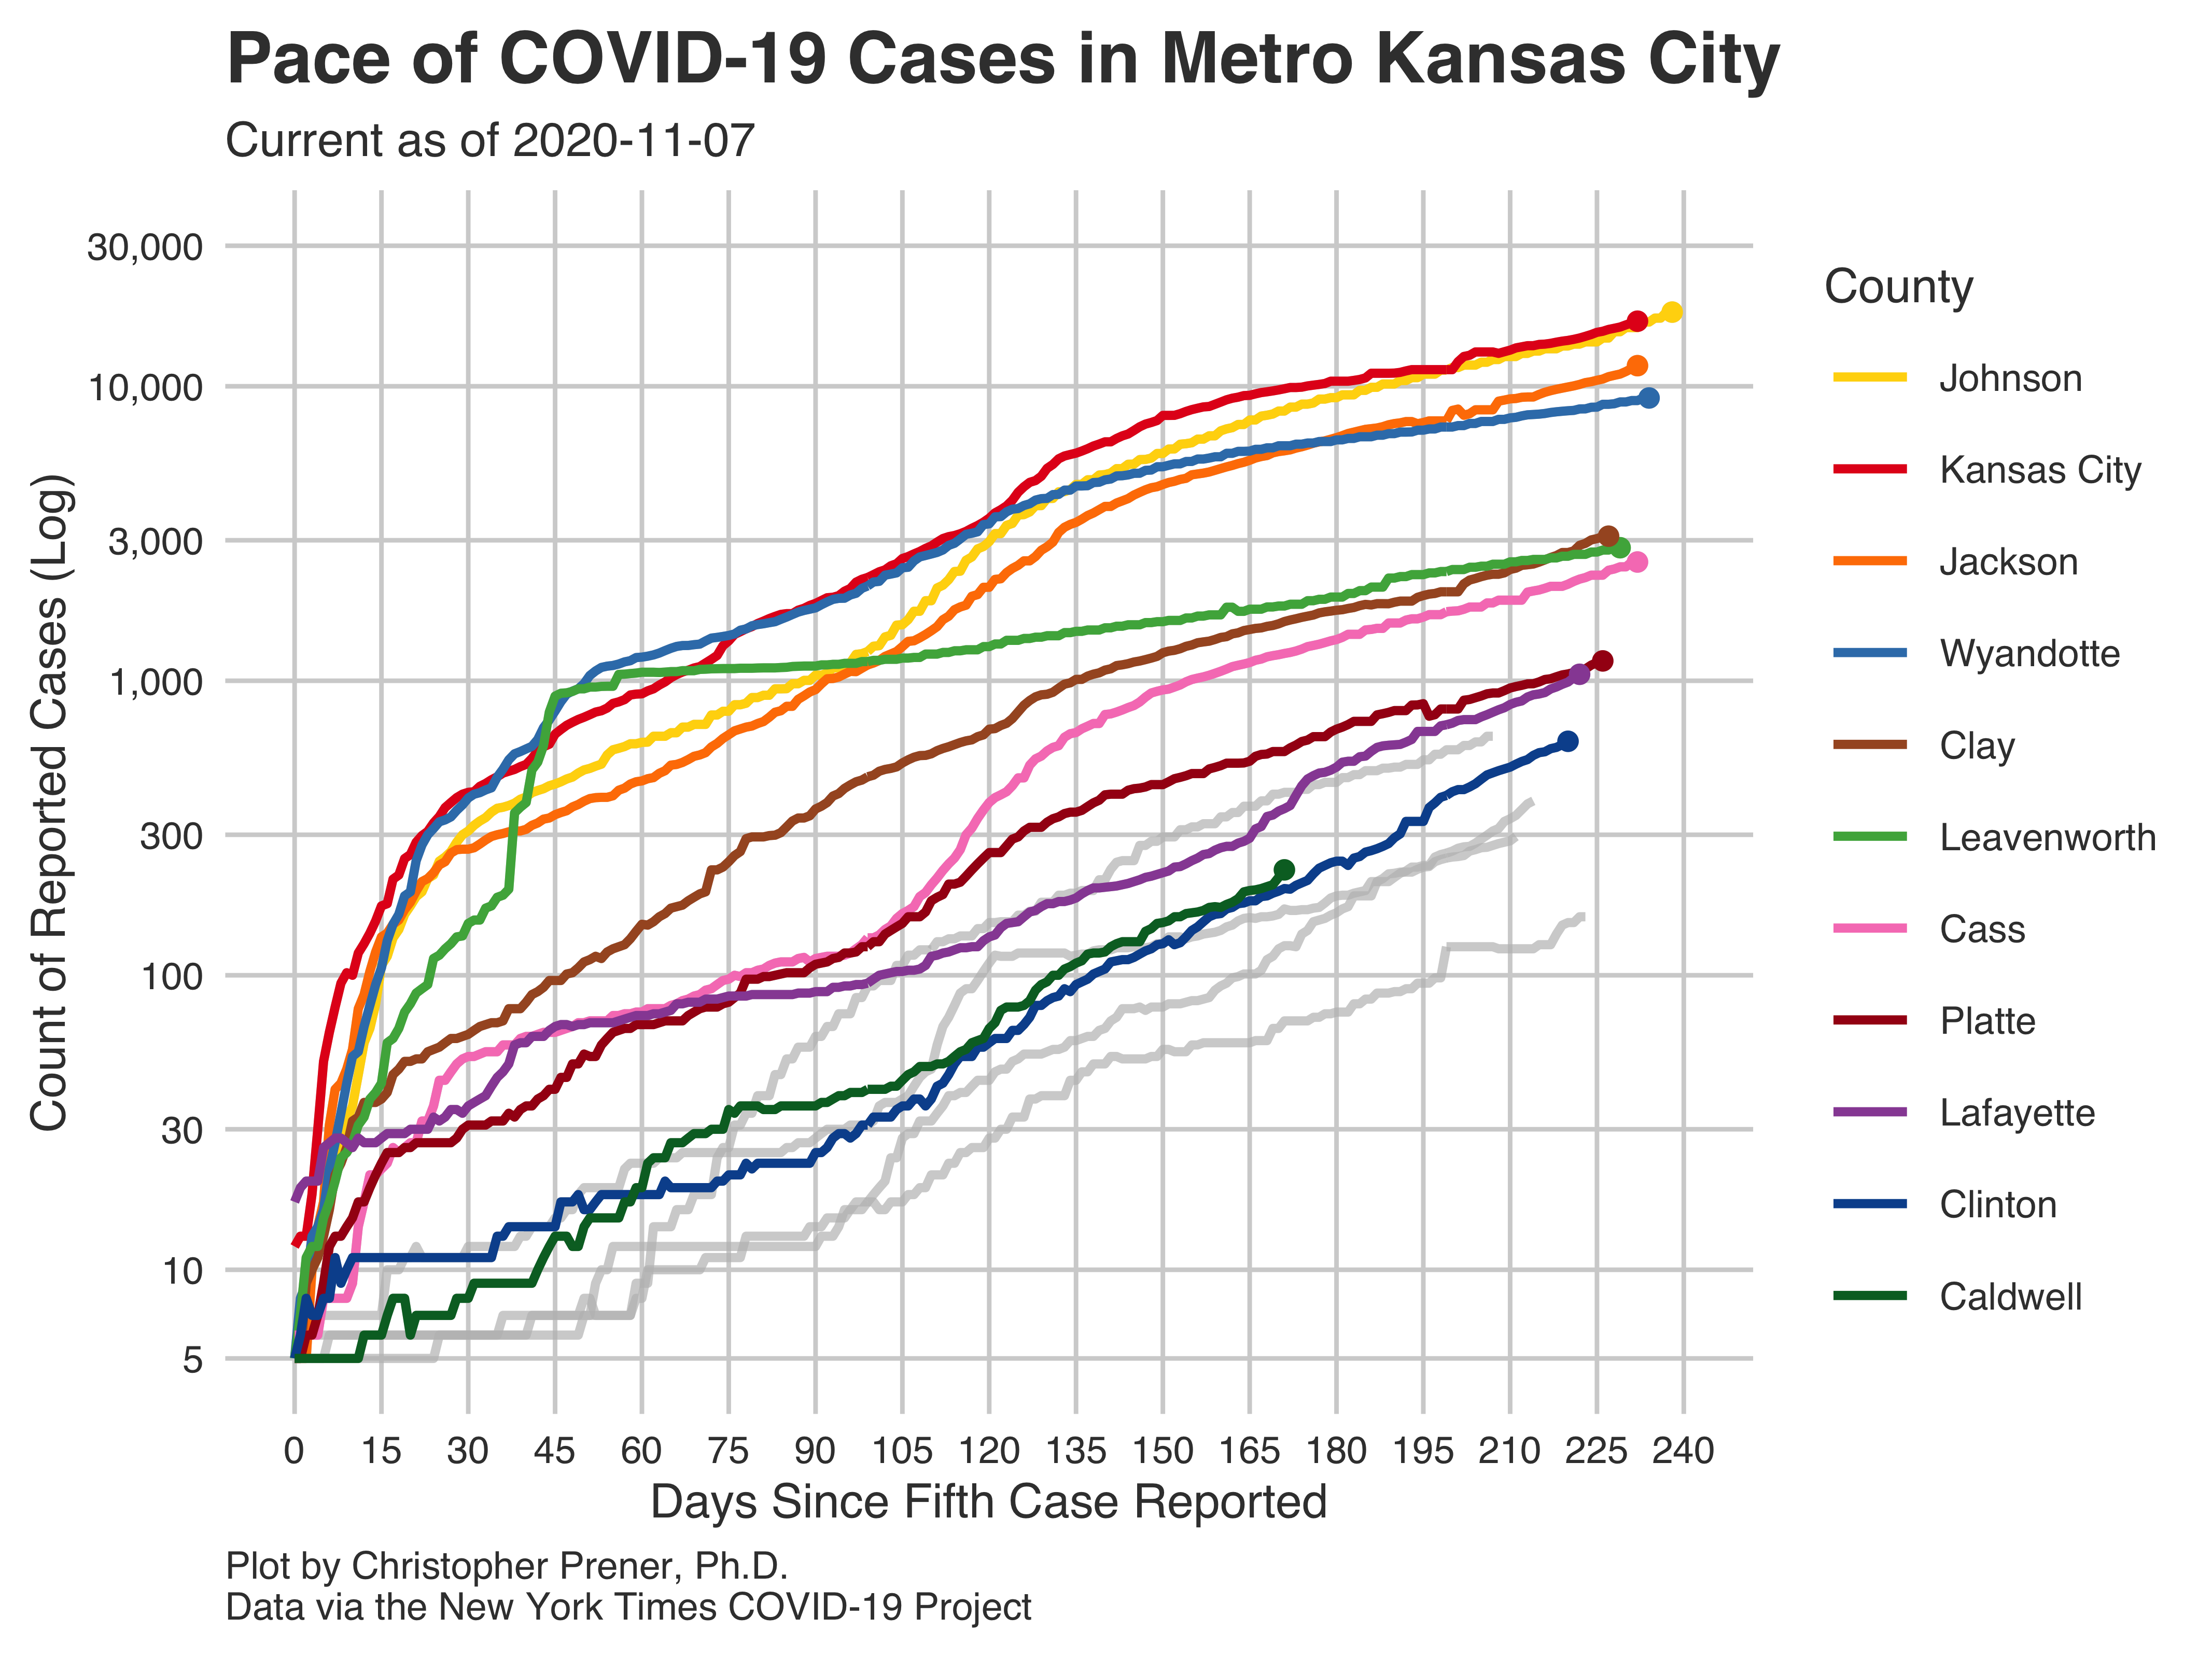 Pace of COVID-19 Cases in Metro Kansas City
Current as of 2020-11-07
Count of Reported Cases (Log)
30,000
10,000
3,000
1,000
300
100
30
10
5
0 15 30 45 60 75 90 105 120 135 150 165 180 195 210 225 240
Days Since Fifth Case Reported
County
Johnson
Kansas City
Jackson
Wyandotte
Clay
Leavenworth
Cass
Platte
Lafayette
Clinton
Caldwell
Plot by Christopher Prener, Ph.D.
Data via the New York Times COVID-19 Project